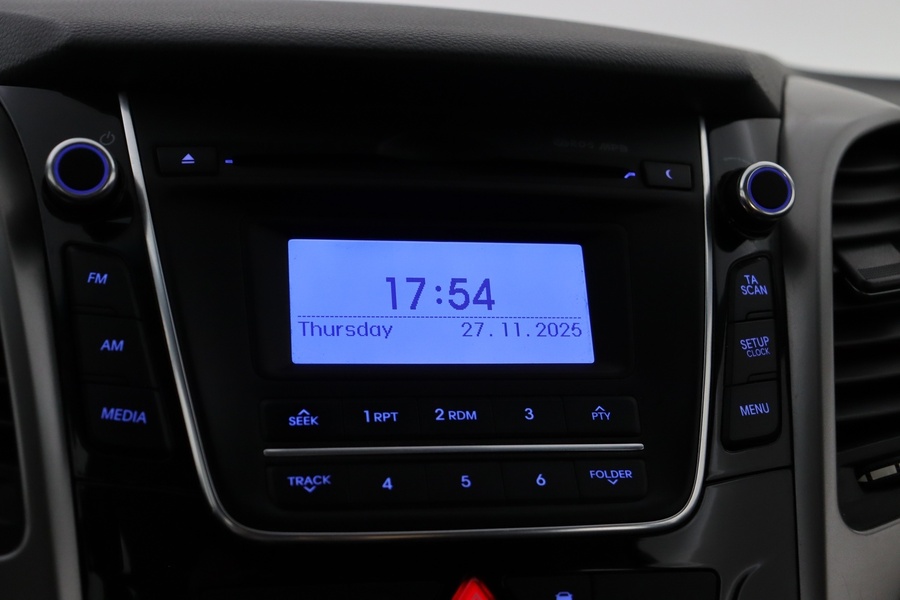 17:54
Thursday 27.11.2025
FM
AM
MEDIA
TA
SCAN
SETUP
CLOCK
MENU
SEEK
1 RPT
2 RDM
3
PTY
TRACK
4
5
6
FOLDER